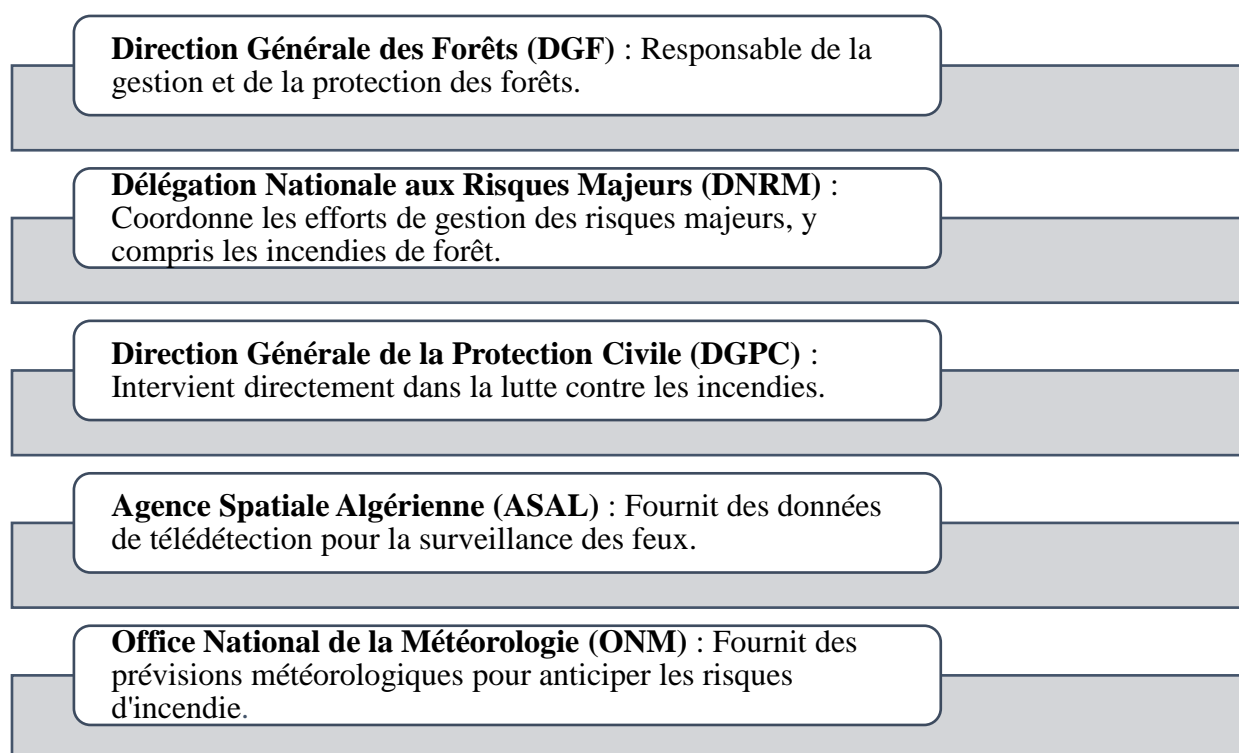 Direction Générale des Forêts (DGF) : Responsable de la
gestion et de la protection des forêts.
Délégation Nationale aux Risques Majeurs (DNRM) :
Coordonne les efforts de gestion des risques majeurs, y
compris les incendies de forêt.
Direction Générale de la Protection Civile (DGPC) :
Intervient directement dans la lutte contre les incendies.
Agence Spatiale Algérienne (ASAL) : Fournit des données
de télédétection pour la surveillance des feux.
Office National de la Météorologie (ONM) : Fournit des
prévisions météorologiques pour anticiper les risques
d'incendie.